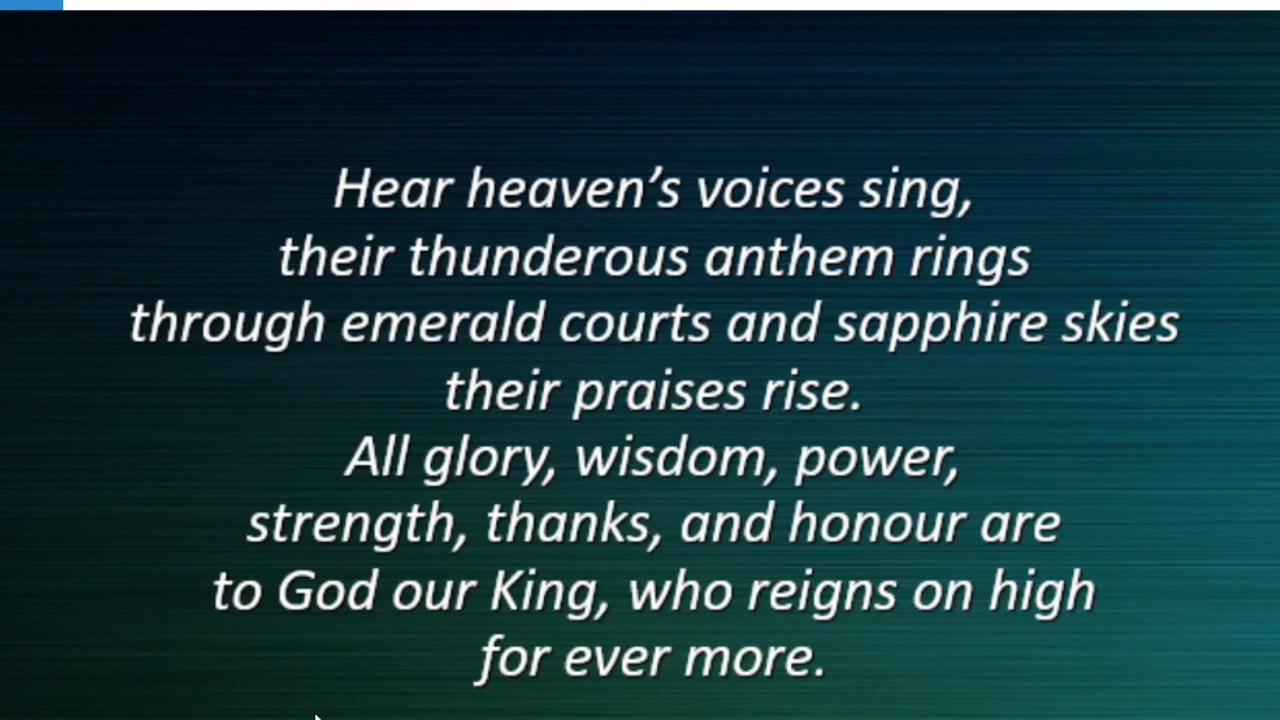 Hear heaven’s voices sing,
their thunderous anthem rings
through emerald courts and sapphire skies
their praises rise.
All glory, wisdom, power,
strength, thanks, and honour are
to God our King, who reigns on high
for ever more.